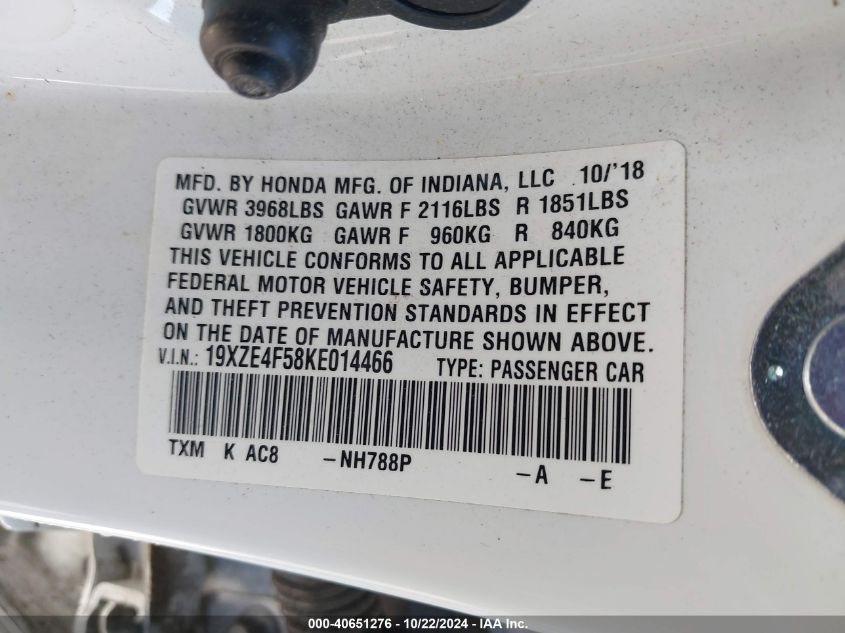 MFD. BY HONDA MFG. OF INDIANA, LLC 10/'18
GVWR 3968LBS GAWR F 2116LBS R 1851LBS
GVWR 1800KG GAWR F 960KG R 840KG
THIS VEHICLE CONFORMS TO ALL APPLICABLE
FEDERAL MOTOR VEHICLE SAFETY, BUMPER,
AND THEFT PREVENTION STANDARDS IN EFFECT
ON THE DATE OF MANUFACTURE SHOWN ABOVE.
V.I.N.: 19XZE4F58KE014466 TYPE: PASSENGER CAR
TXM K AC8 -NH788P -A -E
000-40651276 - 10/22/2024 - IAA Inc.